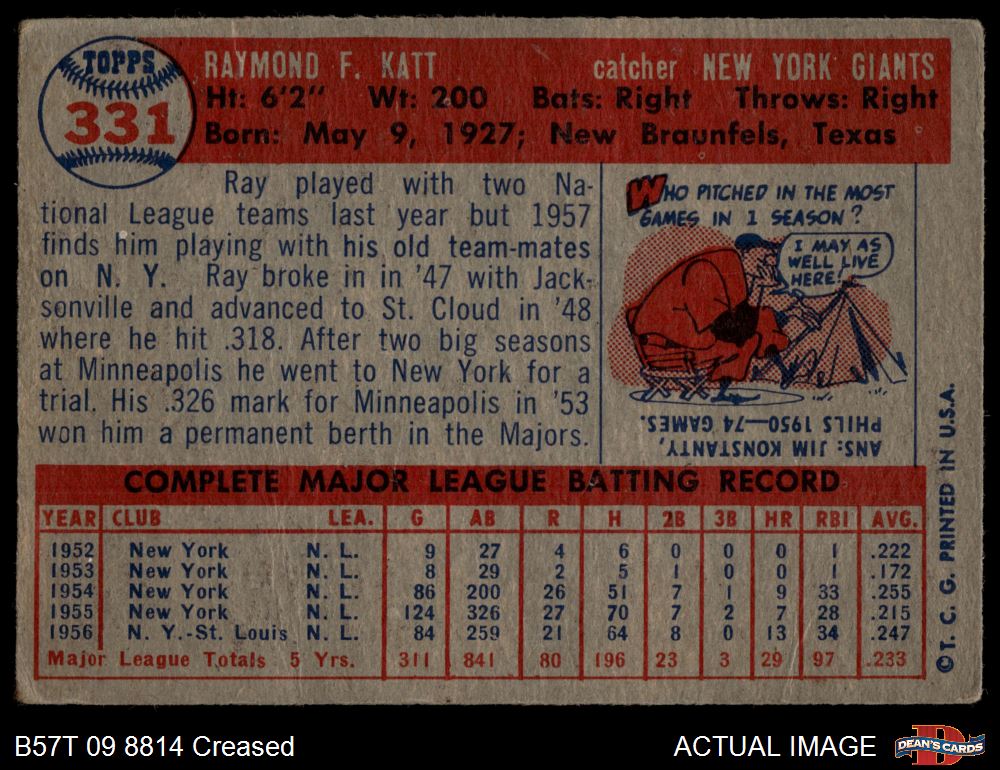 TOPPS
331
RAYMOND F. KATT catcher NEW YORK GIANTS
Ht: 6'2" Wt: 200 Bats: Right Throws: Right
Born: May 9, 1927; New Braunfels, Texas
Ray played with two Na-
tional League teams last year but 1957
finds him playing with his old team-mates
on N. Y. Ray broke in in '47 with Jack-
sonville and advanced to St. Cloud in '48
where he hit .318. After two big seasons
at Minneapolis he went to New York for a
trial. His .326 mark for Minneapolis in '53
won him a permanent berth in the Majors.
WHO PITCHED IN THE MOST
GAMES IN 1 SEASON?
I MAY AS
WELL LIVE
HERE!
ANS: JIM KONSTANTY,
PHILS 1950—74 GAMES.
COMPLETE MAJOR LEAGUE BATTING RECORD
YEAR CLUB LEA. G AB R H 2B 3B HR RBI AVG.
1952 New York N. L. 9 27 4 6 0 0 0 1 .222
1953 New York N. L. 8 29 2 5 1 0 0 1 .172
1954 New York N. L. 86 200 26 51 7 1 9 33 .255
1955 New York N. L. 124 326 27 70 7 2 7 28 .215
1956 N. Y.-St. Louis N. L. 84 259 21 64 8 0 13 34 .247
Major League Totals 5 Yrs. 311 841 80 196 23 3 29 97 .233
©T. C. G. PRINTED IN U.S.A.
B57T 09 8814 Creased
ACTUAL IMAGE
DEAN'S CARDS